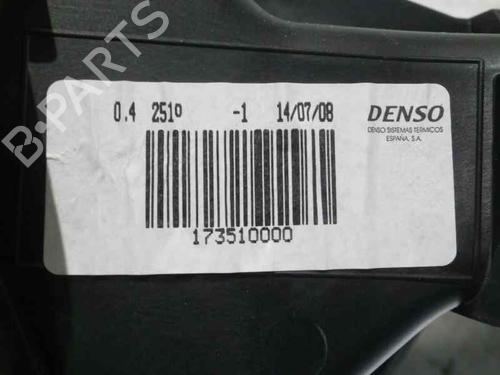 B-PARTS
0.4 251º -1 14/07/08
DENSO
DENSO SISTEMAS TERMICOS
ESPAÑA, S.A.
173510000